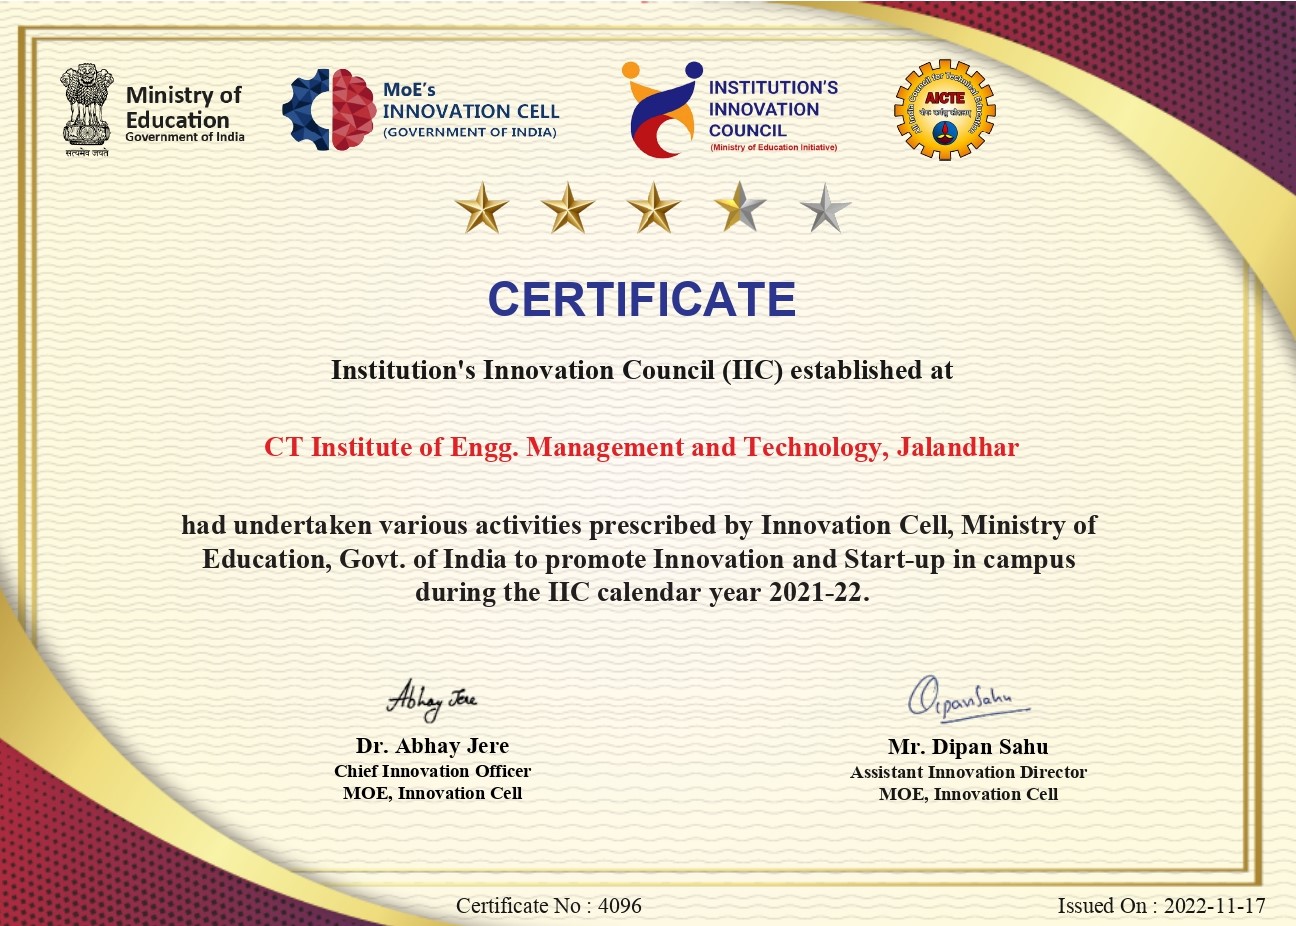 Ministry of
Education
Government of India
सत्यमेव जयते
MoE's
INNOVATION CELL
(GOVERNMENT OF INDIA)
INSTITUTION'S
INNOVATION
COUNCIL
(Ministry of Education Initiative)
All India Council for Technical Education
AICTE
CERTIFICATE
Institution's Innovation Council (IIC) established at
CT Institute of Engg. Management and Technology, Jalandhar
had undertaken various activities prescribed by Innovation Cell, Ministry of
Education, Govt. of India to promote Innovation and Start-up in campus
during the IIC calendar year 2021-22.
Abhay Jere
DipanSahu
Dr. Abhay Jere
Chief Innovation Officer
MOE, Innovation Cell
Mr. Dipan Sahu
Assistant Innovation Director
MOE, Innovation Cell
Certificate No : 4096
Issued On : 2022-11-17